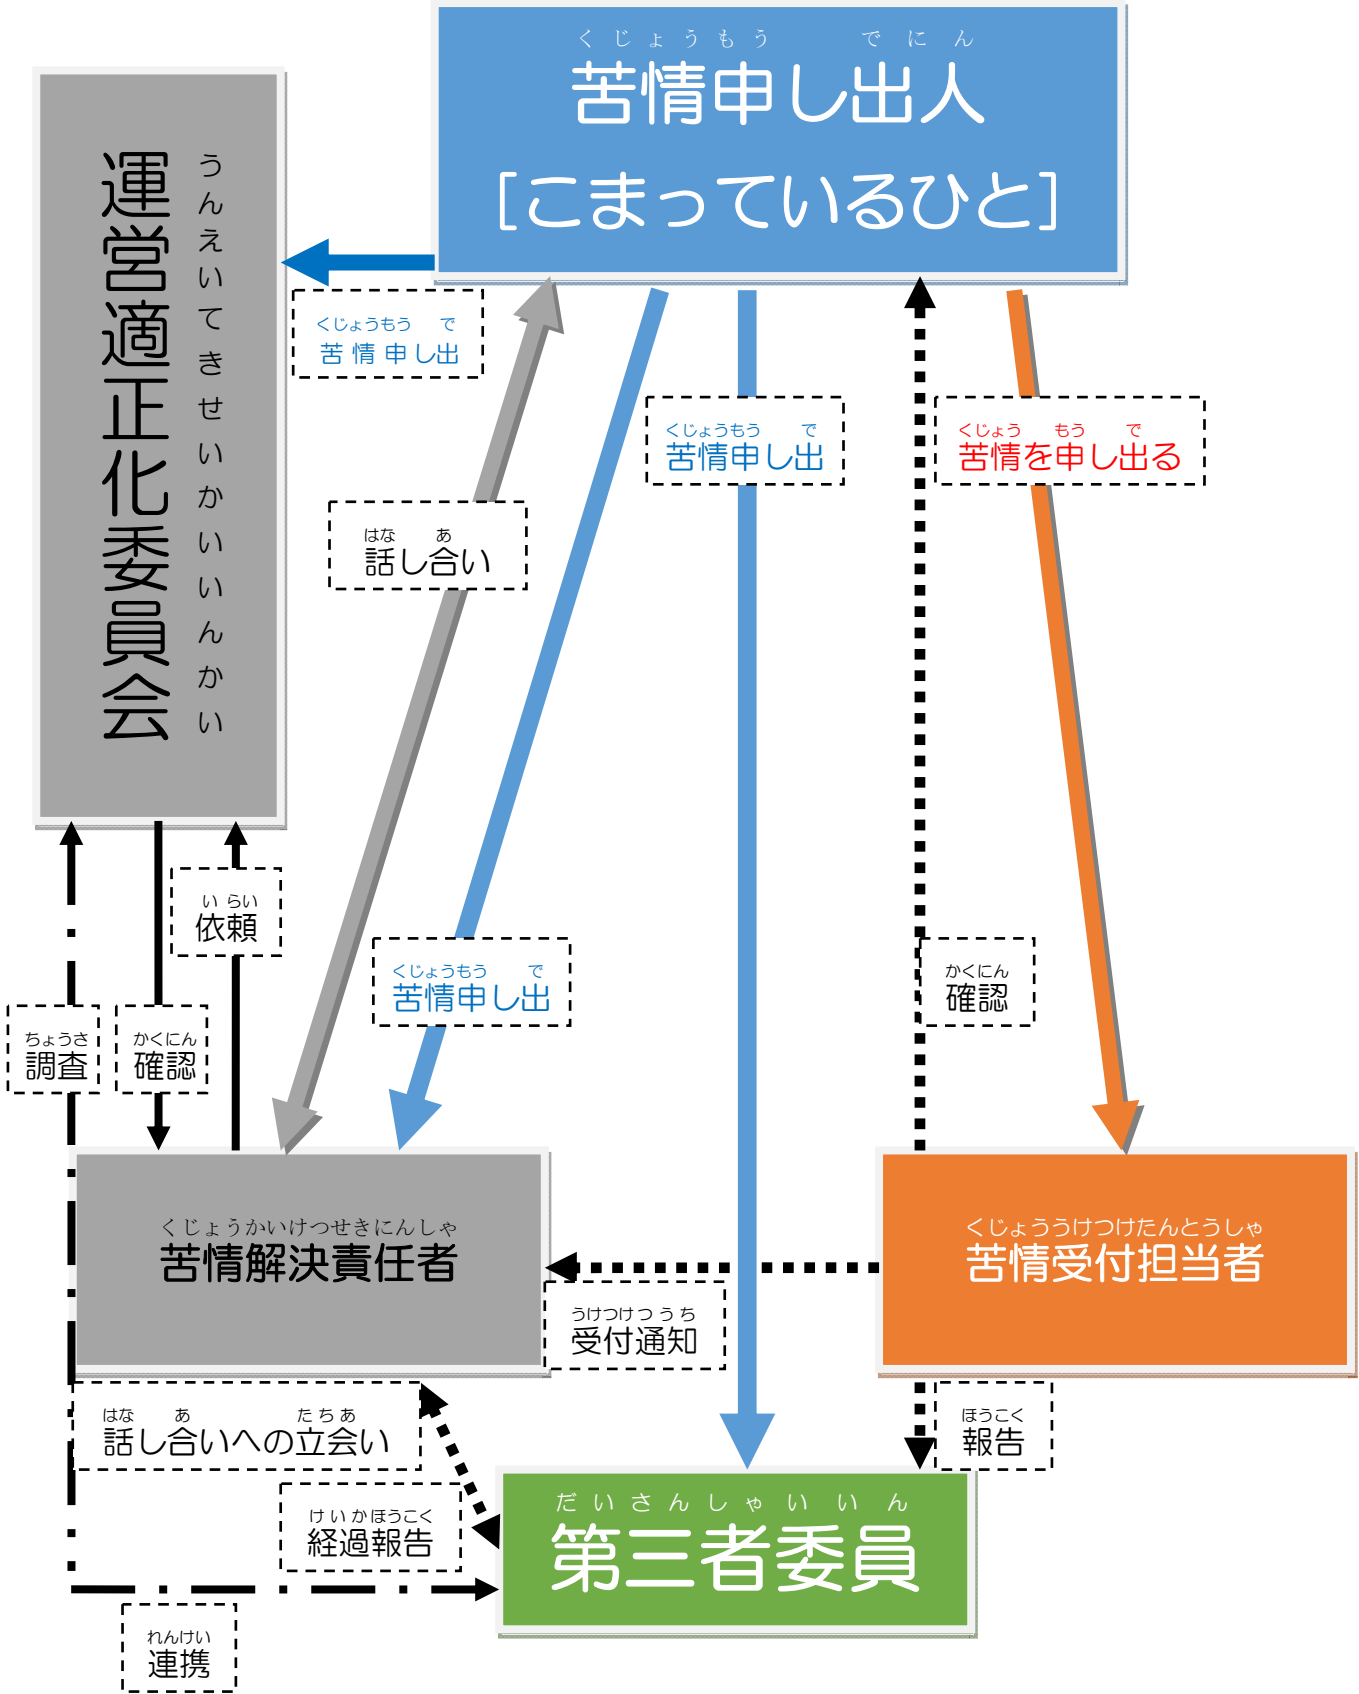 くじょうもう でにん
苦情申し出人
[こまっているひと]
うんえいてきせいかいいんかい
運営適正化委員会
くじょうもう で
苦情申し出
くじょうもう で
苦情申し出
くじょう もう で
苦情を申し出る
はな あ
話し合い
い らい
依頼
くじょうもう で
苦情申し出
かくにん
確認
ちょうさ
調査
かくにん
確認
くじょうかいけつせきにんしゃ
苦情解決責任者
くじょううけつけたんとうしゃ
苦情受付担当者
うけつけつうち
受付通知
はな あ たちあ
話し合いへの立会い
ほうこく
報告
けいかほうこく
経過報告
だいさんしゃいいん
第三者委員
れんけい
連携